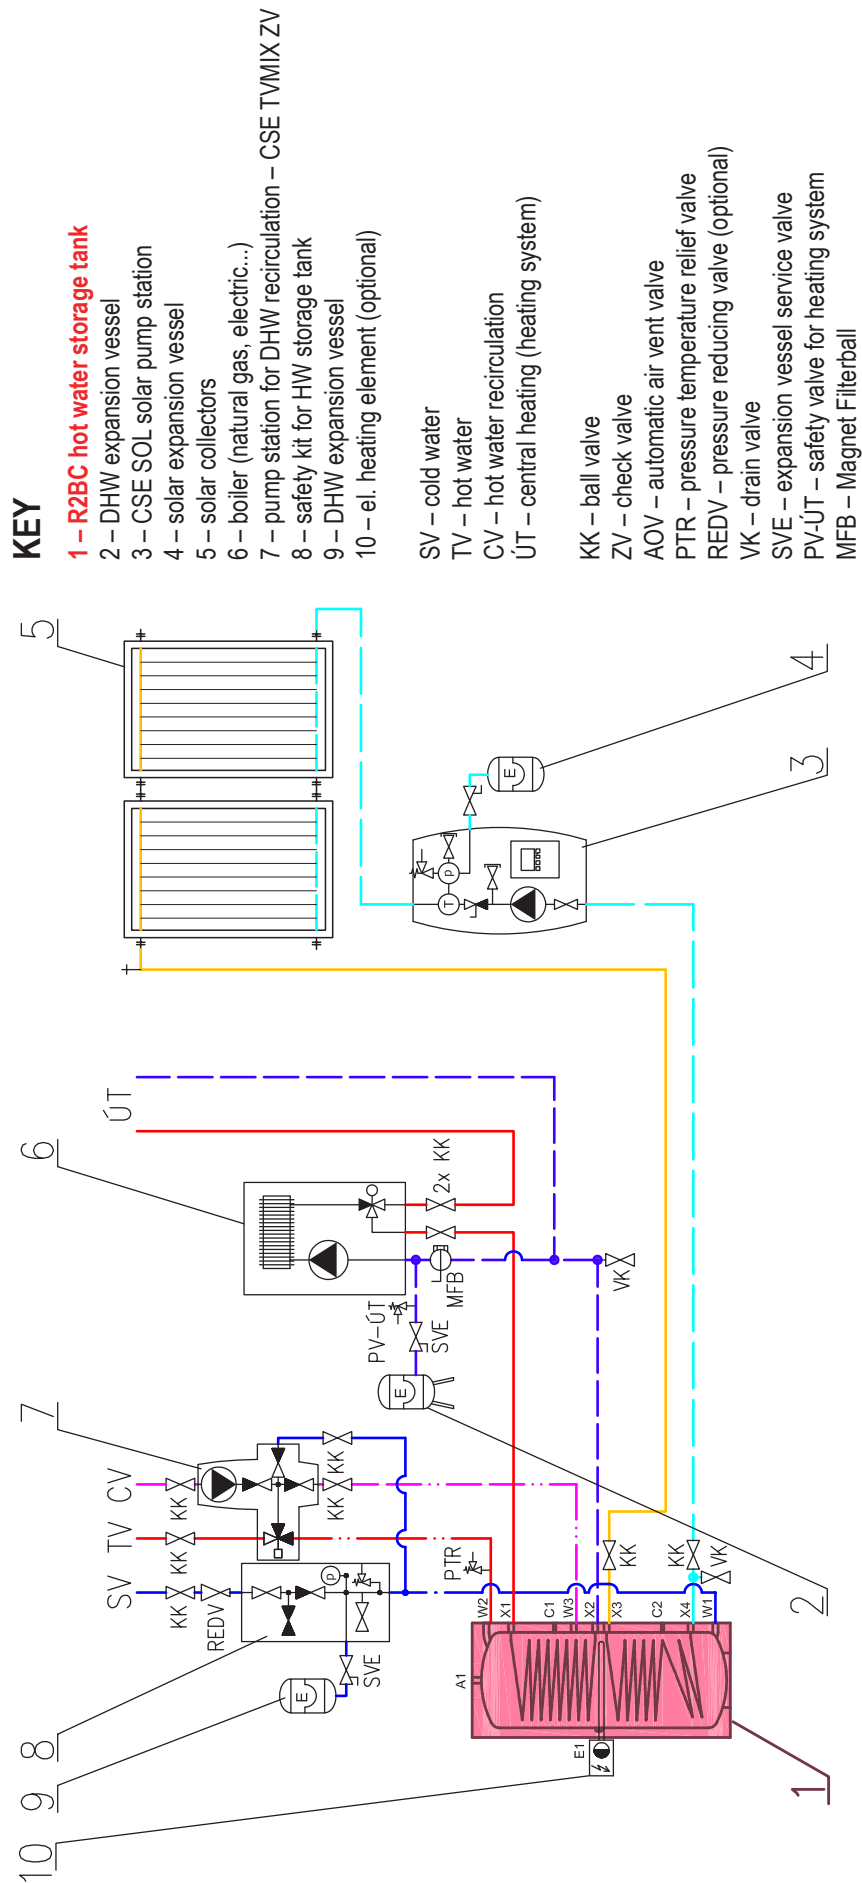 KEY
1 – R2BC hot water storage tank
2 – DHW expansion vessel
3 – CSE SOL solar pump station
4 – solar expansion vessel
5 – solar collectors
6 – boiler (natural gas, electric...)
7 – pump station for DHW recirculation – CSE TVMIX ZV
8 – safety kit for HW storage tank
9 – DHW expansion vessel
10 – el. heating element (optional)
SV – cold water
TV – hot water
CV – hot water recirculation
ÚT – central heating (heating system)
KK – ball valve
ZV – check valve
AOV – automatic air vent valve
PTR – pressure temperature relief valve
REDV – pressure reducing valve (optional)
VK – drain valve
SVE – expansion vessel service valve
PV-ÚT – safety valve for heating system
MFB – Magnet Filterball
10
9
8
7
6
5
SV
TV
CV
ÚT
KK
KK
KK
REDV
KK
KK
p
E
SVE
PTR
PV-ÚT
SVE
E
MFB
2x KK
VK
T
p
E
4
3
KK
KK
VK
2
1
A1
E1
W2
X1
C1
W3
X2
X3
C2
X4
W1